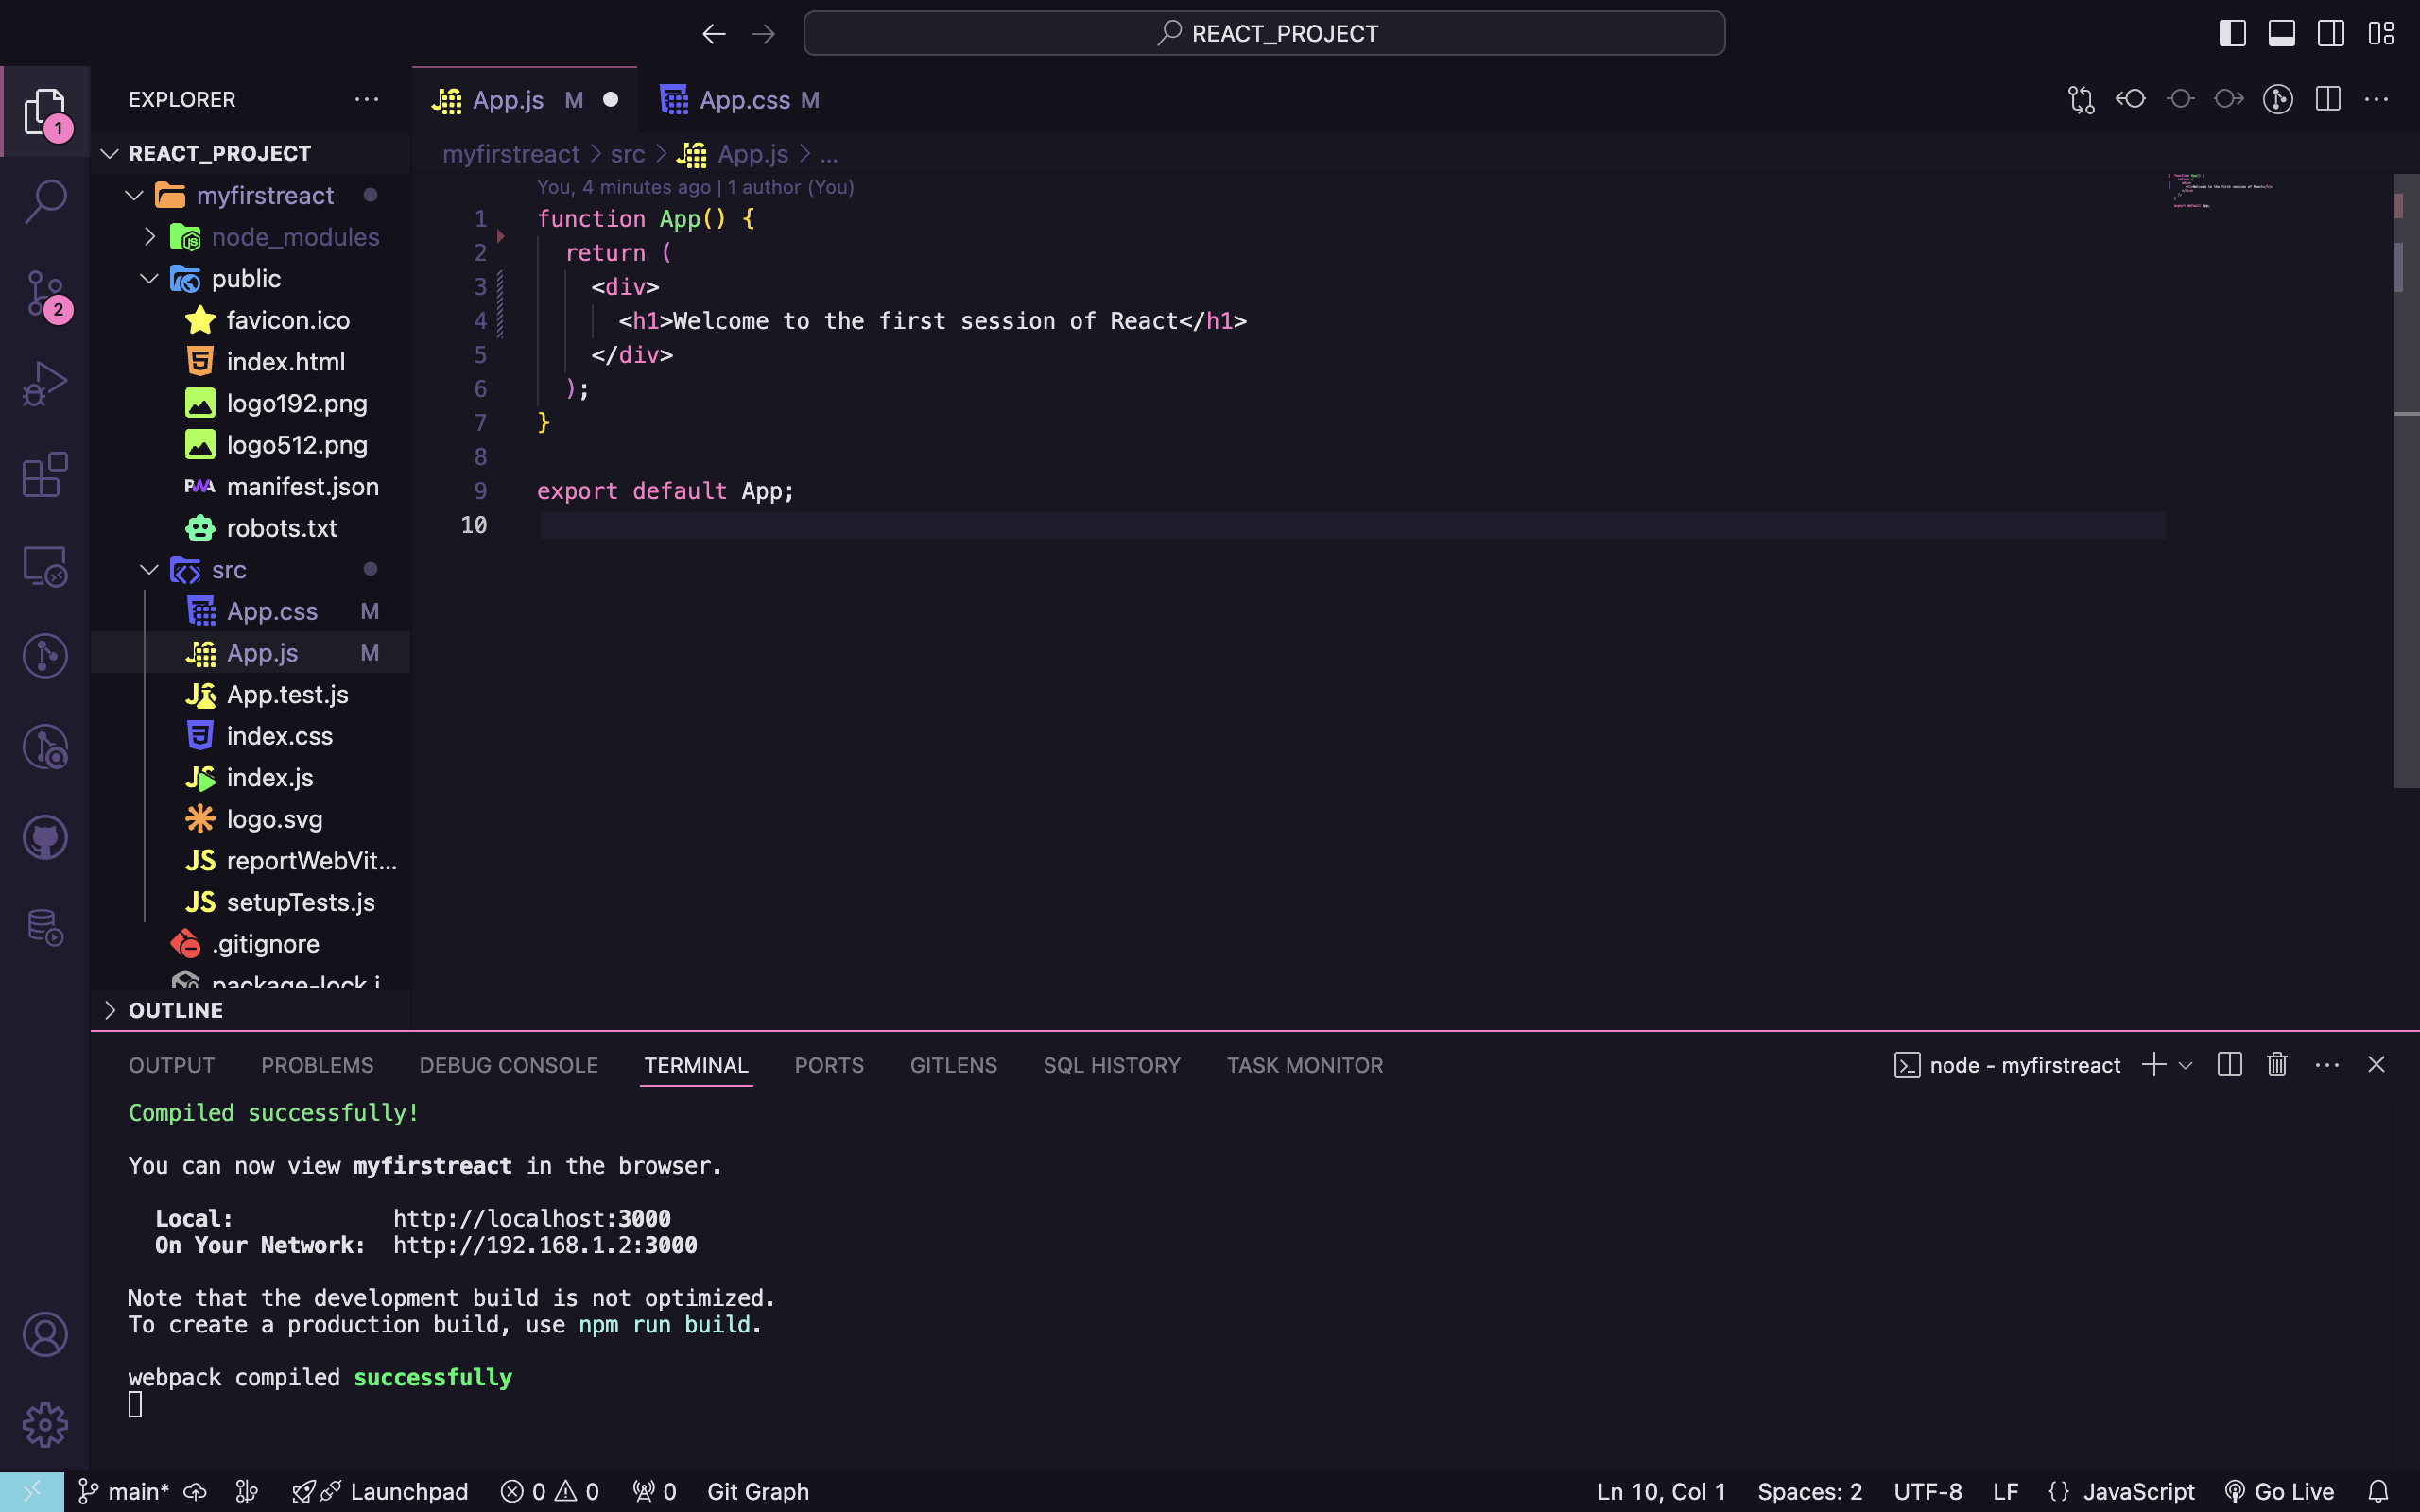 REACT_PROJECT
EXPLORER
REACT_PROJECT
myfirstreact
node_modules
public
favicon.ico
index.html
logo192.png
logo512.png
manifest.json
robots.txt
src
App.css M
App.js M
App.test.js
index.css
index.js
logo.svg
reportWebVit...
setupTests.js
.gitignore
package-lock.j
OUTLINE
1
2
App.js M
App.css M
myfirstreact > src > App.js > ...
You, 4 minutes ago | 1 author (You)
1 function App() {
2 return (
3 <div>
4 <h1>Welcome to the first session of React</h1>
5 </div>
6 );
7 }
8
9 export default App;
10
OUTPUT PROBLEMS DEBUG CONSOLE TERMINAL PORTS GITLENS SQL HISTORY TASK MONITOR
node - myfirstreact
Compiled successfully!
You can now view myfirstreact in the browser.
Local: http://localhost:3000
On Your Network: http://192.168.1.2:3000
Note that the development build is not optimized.
To create a production build, use npm run build.
webpack compiled successfully
main* Launchpad 0 0 0 Git Graph Ln 10, Col 1 Spaces: 2 UTF-8 LF {} JavaScript Go Live